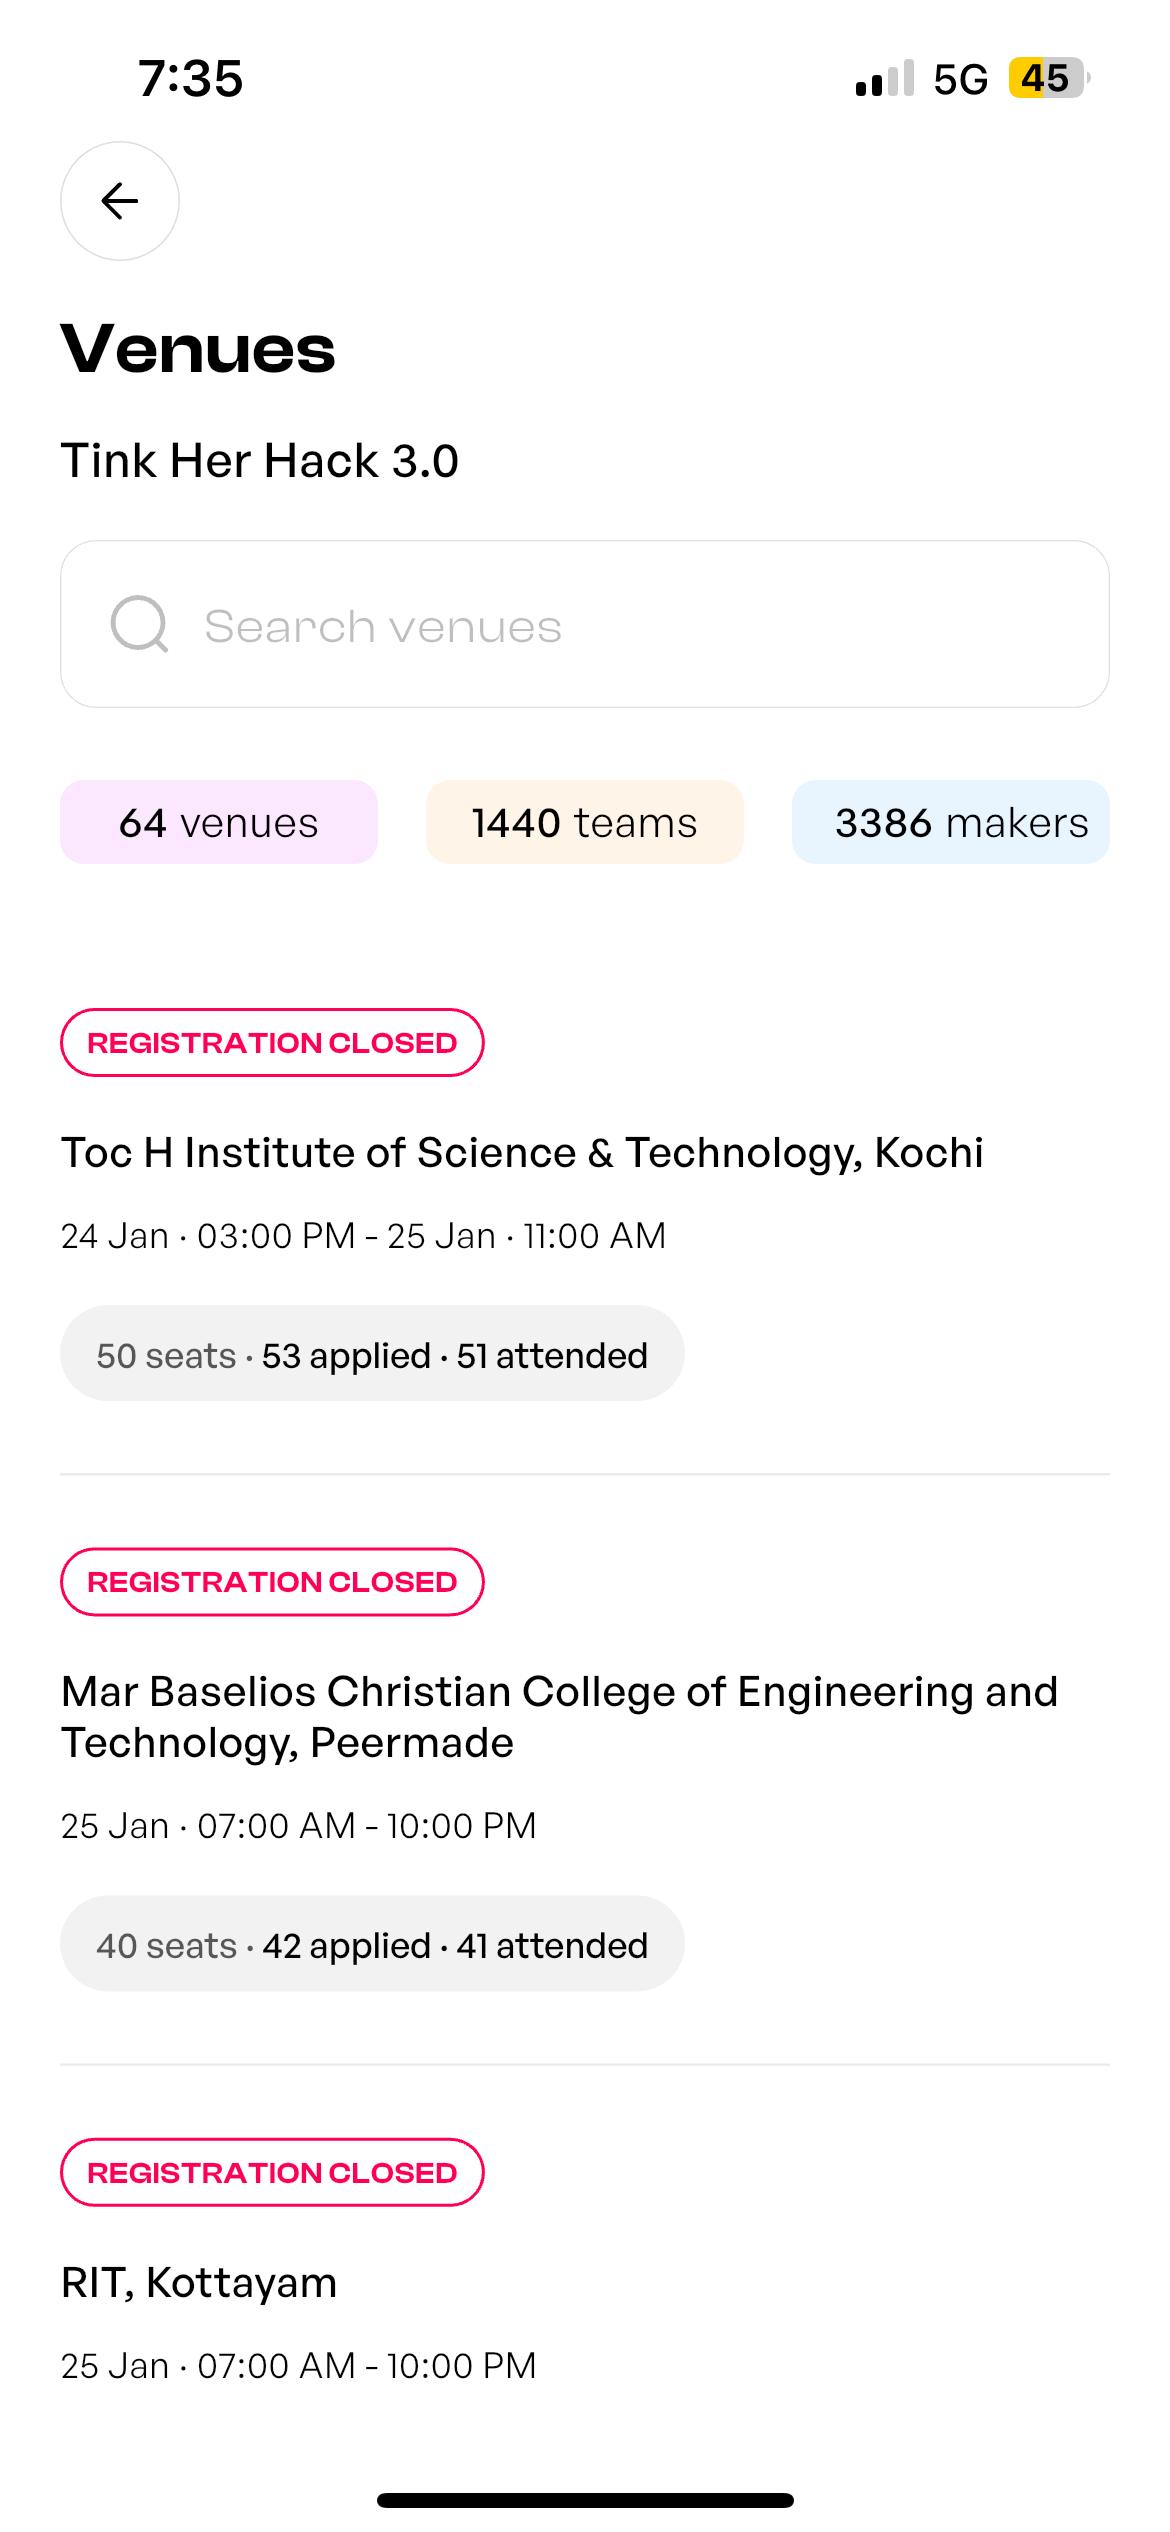 7:35
5G 45
Venues
Tink Her Hack 3.0
Search venues
64 venues
1440 teams
3386 makers
REGISTRATION CLOSED
Toc H Institute of Science & Technology, Kochi
24 Jan · 03:00 PM - 25 Jan · 11:00 AM
50 seats · 53 applied · 51 attended
REGISTRATION CLOSED
Mar Baselios Christian College of Engineering and
Technology, Peermade
25 Jan · 07:00 AM - 10:00 PM
40 seats · 42 applied · 41 attended
REGISTRATION CLOSED
RIT, Kottayam
25 Jan · 07:00 AM - 10:00 PM